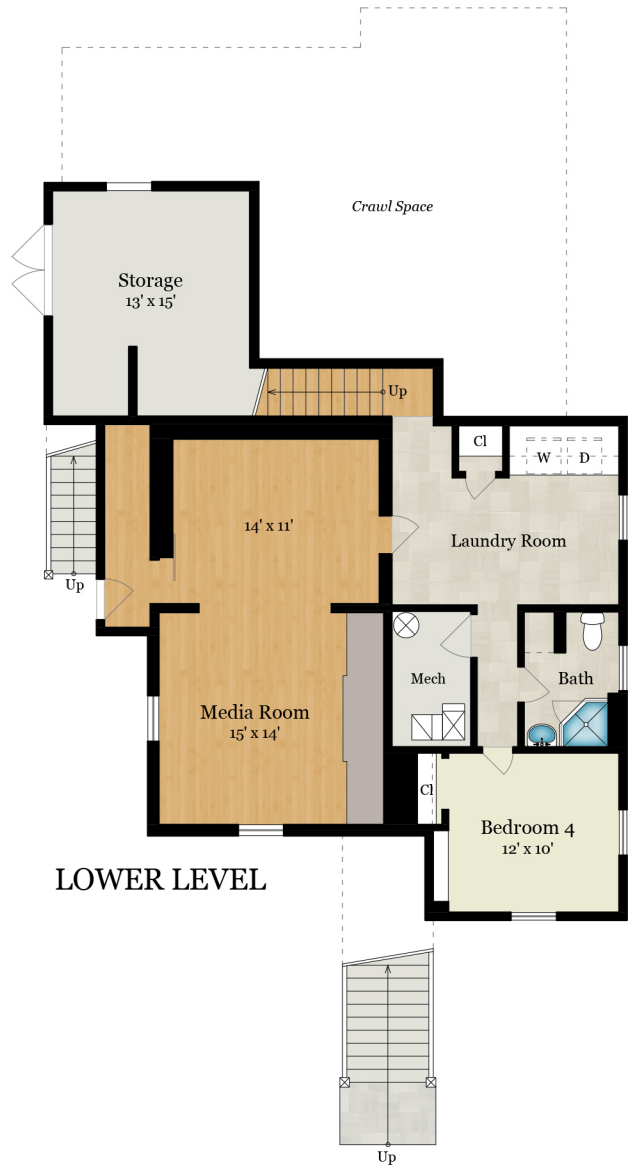 Crawl Space
Storage
13' x 15'
Up
Cl
W
D
14' x 11'
Laundry Room
Up
Mech
Bath
Media Room
15' x 14'
Cl
Bedroom 4
12' x 10'
LOWER LEVEL
Up